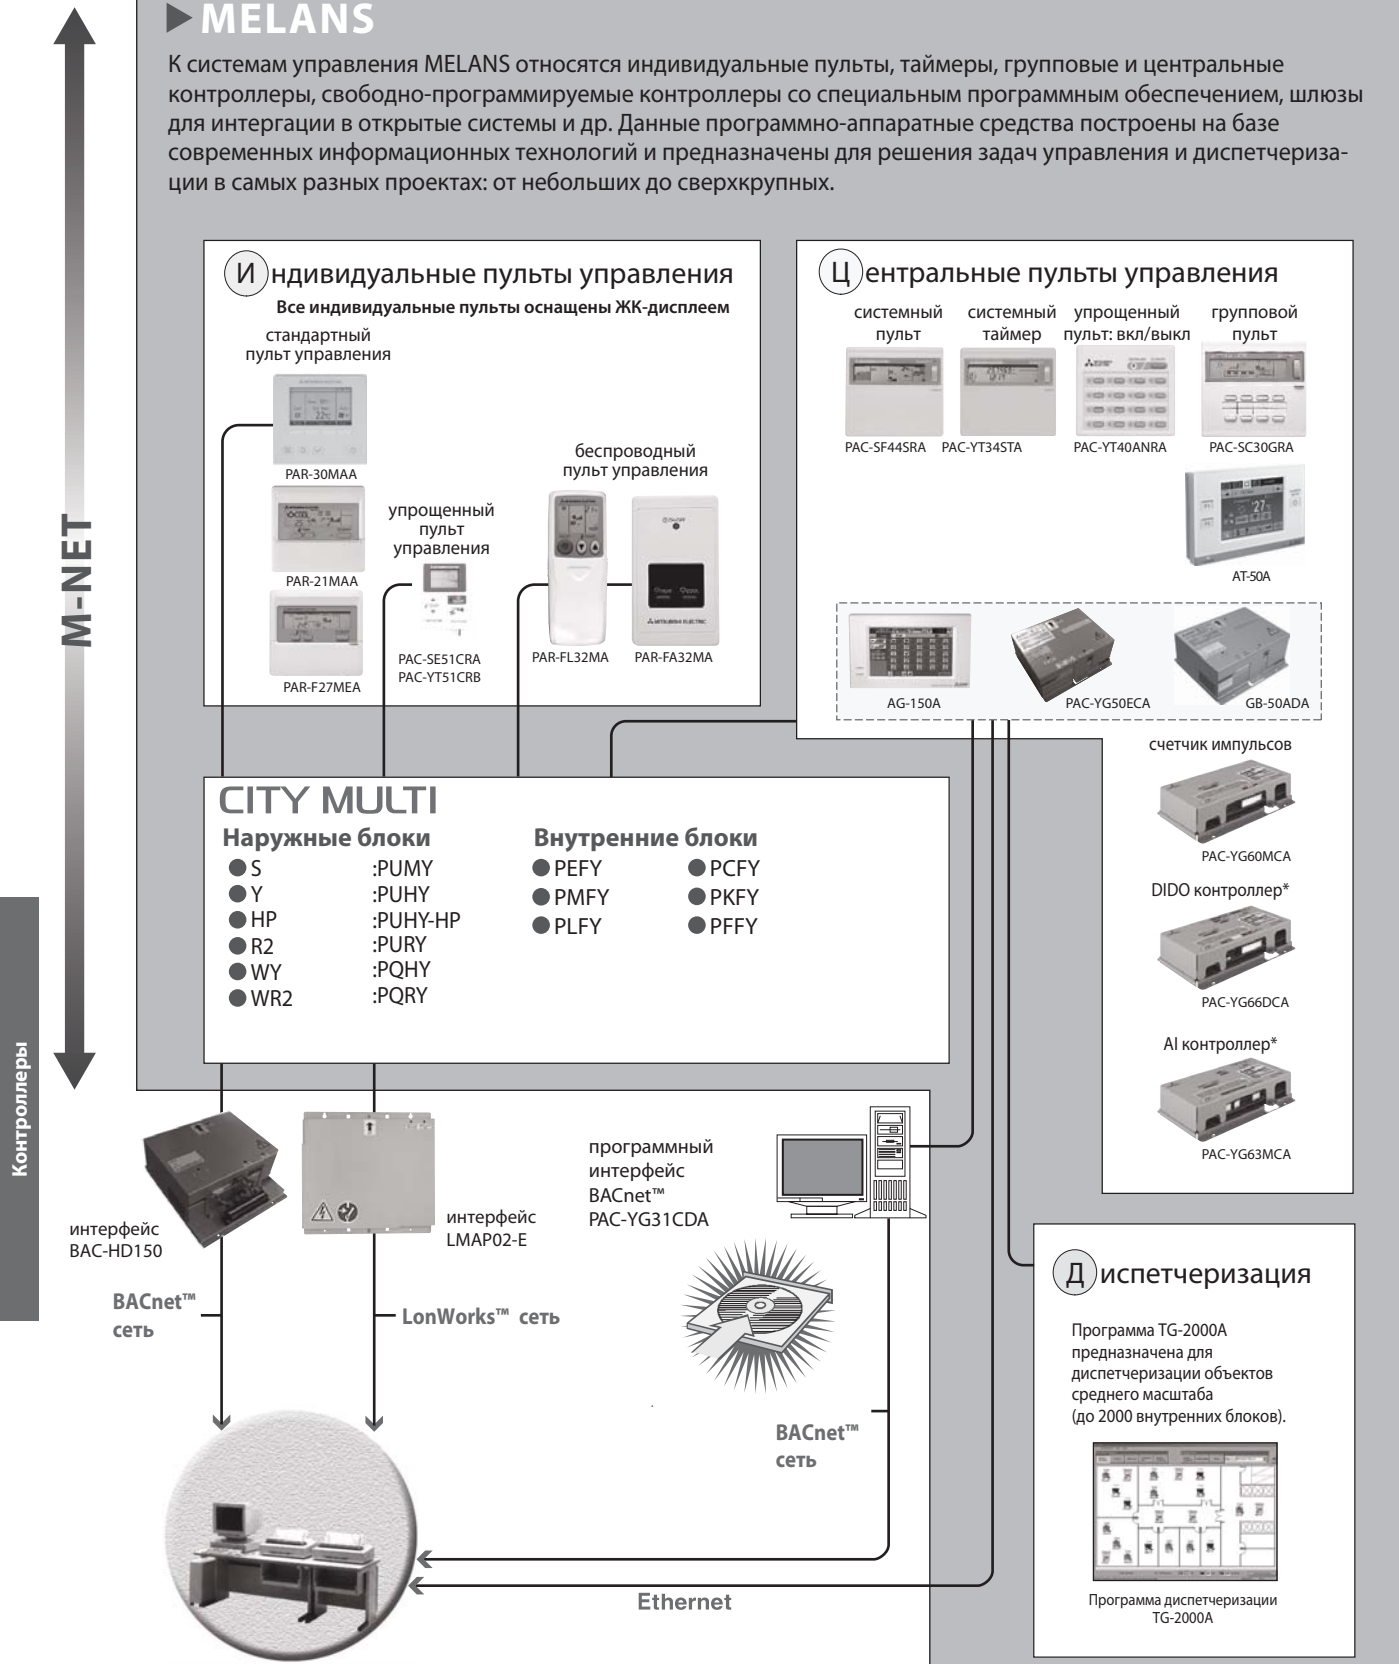 MELANS
К системам управления MELANS относятся индивидуальные пульты, таймеры, групповые и центральные
контроллеры, свободно-программируемые контроллеры со специальным программным обеспечением, шлюзы
для интергации в открытые системы и др. Данные программно-аппаратные средства построены на базе
современных информационных технологий и предназначены для решения задач управления и диспетчериза-
ции в самых разных проектах: от небольших до сверхкрупных.
M-NET
Контроллеры
Индивидуальные пульты управления
Все индивидуальные пульты оснащены ЖК-дисплеем
стандартный
пульт управления
PAR-30MAA
PAR-21MAA
PAR-F27MEA
упрощенный
пульт
управления
PAC-SE51CRA
PAC-YT51CRB
беспроводный
пульт управления
PAR-FL32MA
PAR-FA32MA
Центральные пульты управления
системный
пульт
системный
таймер
упрощенный
пульт: вкл/выкл
групповой
пульт
PAC-SF44SRA
PAC-YT34STA
PAC-YT40ANRA
PAC-SC30GRA
AT-50A
AG-150A
PAC-YG50ECA
GB-50ADA
счетчик импульсов
PAC-YG60MCA
DIDO контроллер*
PAC-YG66DCA
AI контроллер*
PAC-YG63MCA
CITY MULTI
Наружные блоки
S :PUMY
Y :PUHY
HP :PUHY-HP
R2 :PURY
WY :PQHY
WR2 :PQRY
Внутренние блоки
PEFY PCFY
PMFY PKFY
PLFY PFFY
интерфейс
BAC-HD150
интерфейс
LMAP02-E
BACnet™
сеть
LonWorks™ сеть
программный
интерфейс
BACnet™
PAC-YG31CDA
BACnet™
сеть
Ethernet
Диспетчеризация
Программа TG-2000A
предназначена для
диспетчеризации объектов
среднего масштаба
(до 2000 внутренних блоков).
Программа диспетчеризации
TG-2000A